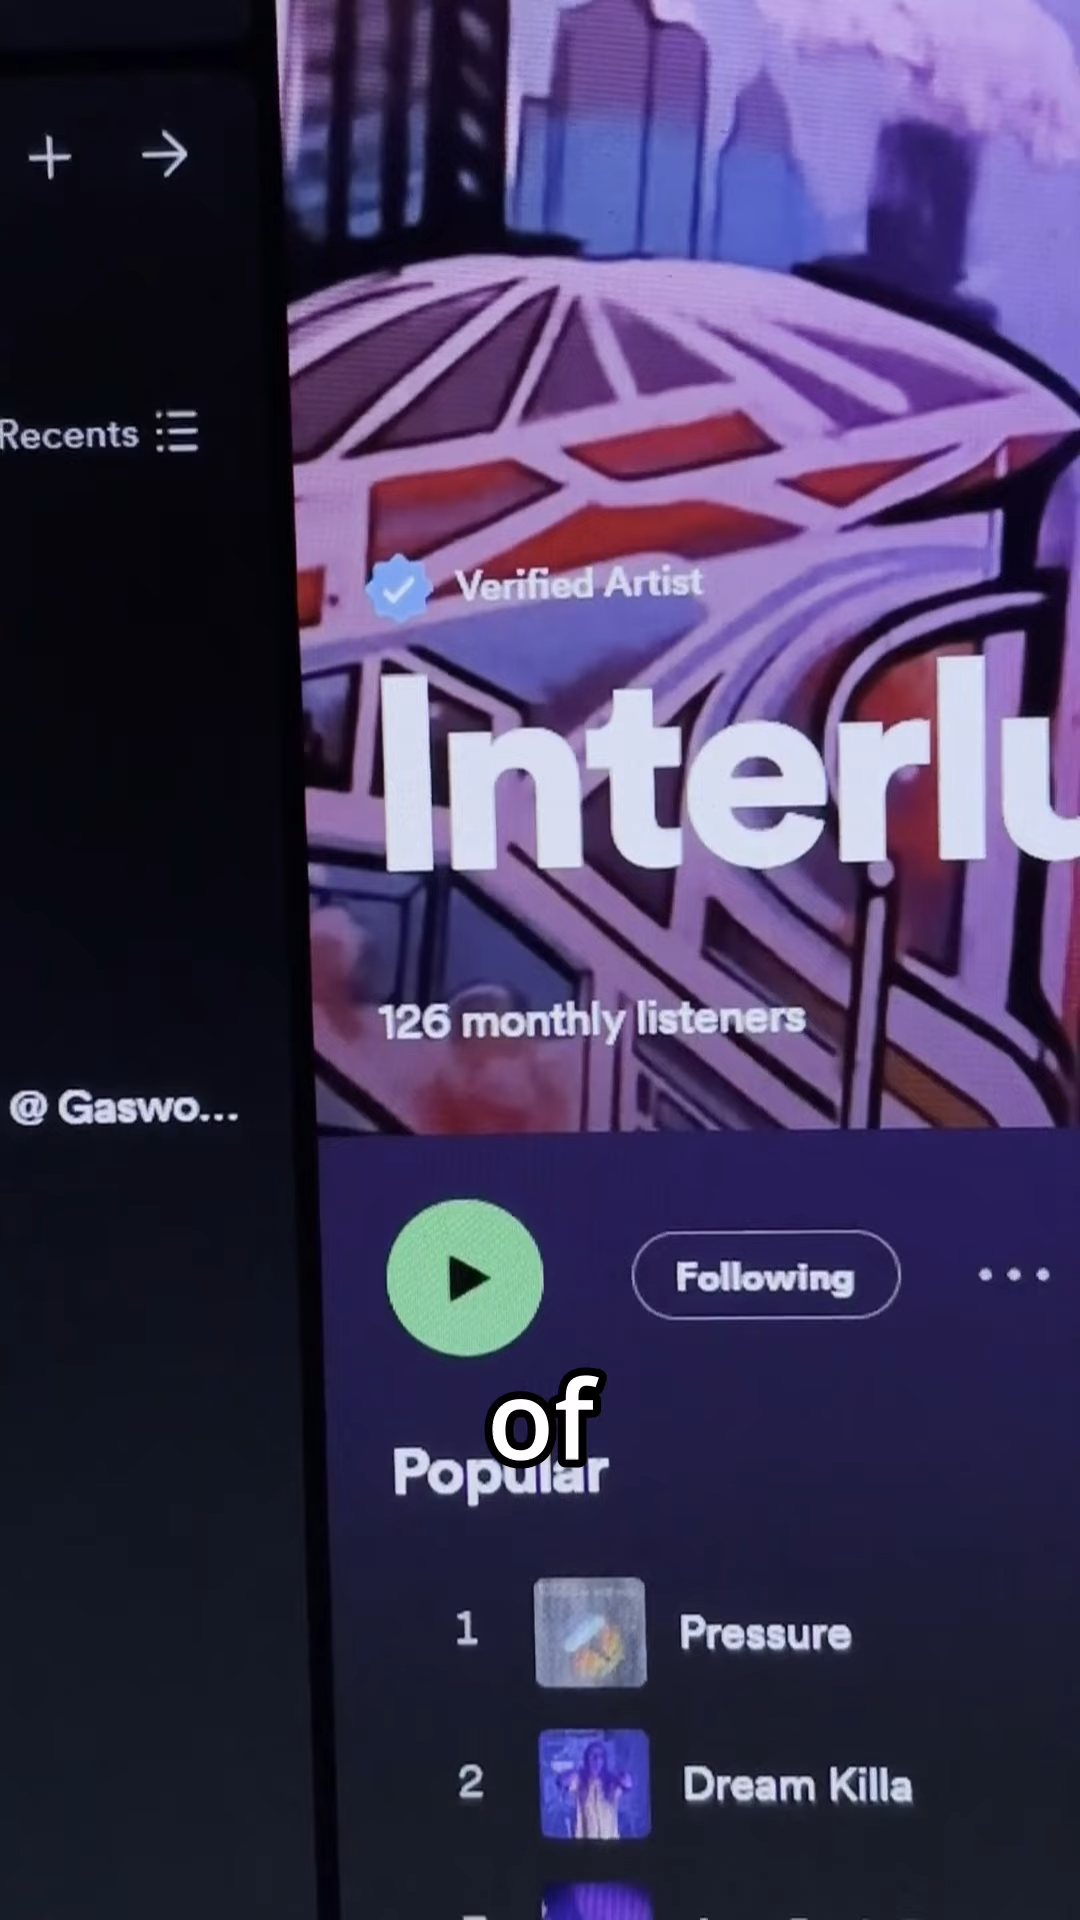 Recents
Verified Artist
Interlu
126 monthly listeners
@ Gaswo...
Following
of
Popular
1 Pressure
2 Dream Killa